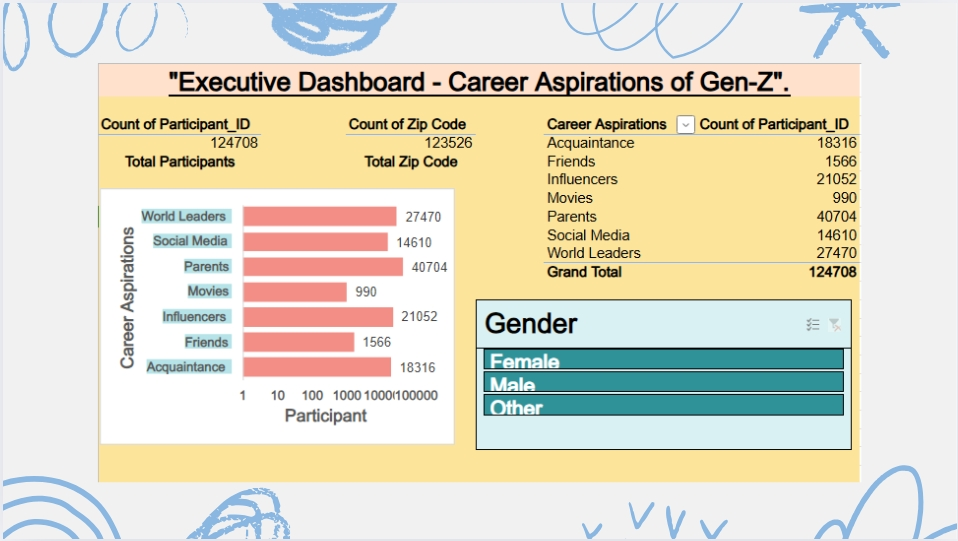 "Executive Dashboard - Career Aspirations of Gen-Z".
Count of Participant_ID
124708
Total Participants
Count of Zip Code
123526
Total Zip Code
Career Aspirations Count of Participant_ID
Acquaintance 18316
Friends 1566
Influencers 21052
Movies 990
Parents 40704
Social Media 14610
World Leaders 27470
Grand Total 124708
Career Aspirations
World Leaders 27470
Social Media 14610
Parents 40704
Movies 990
Influencers 21052
Friends 1566
Acquaintance 18316
1 10 100 1000 10000 100000
Participant
Gender
Female
Male
Other